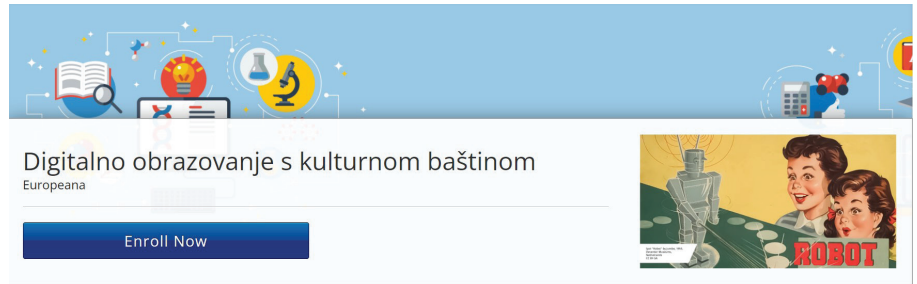 Digitalno obrazovanje s kulturnom baštinom
Europeana
Enroll Now
ROBOT